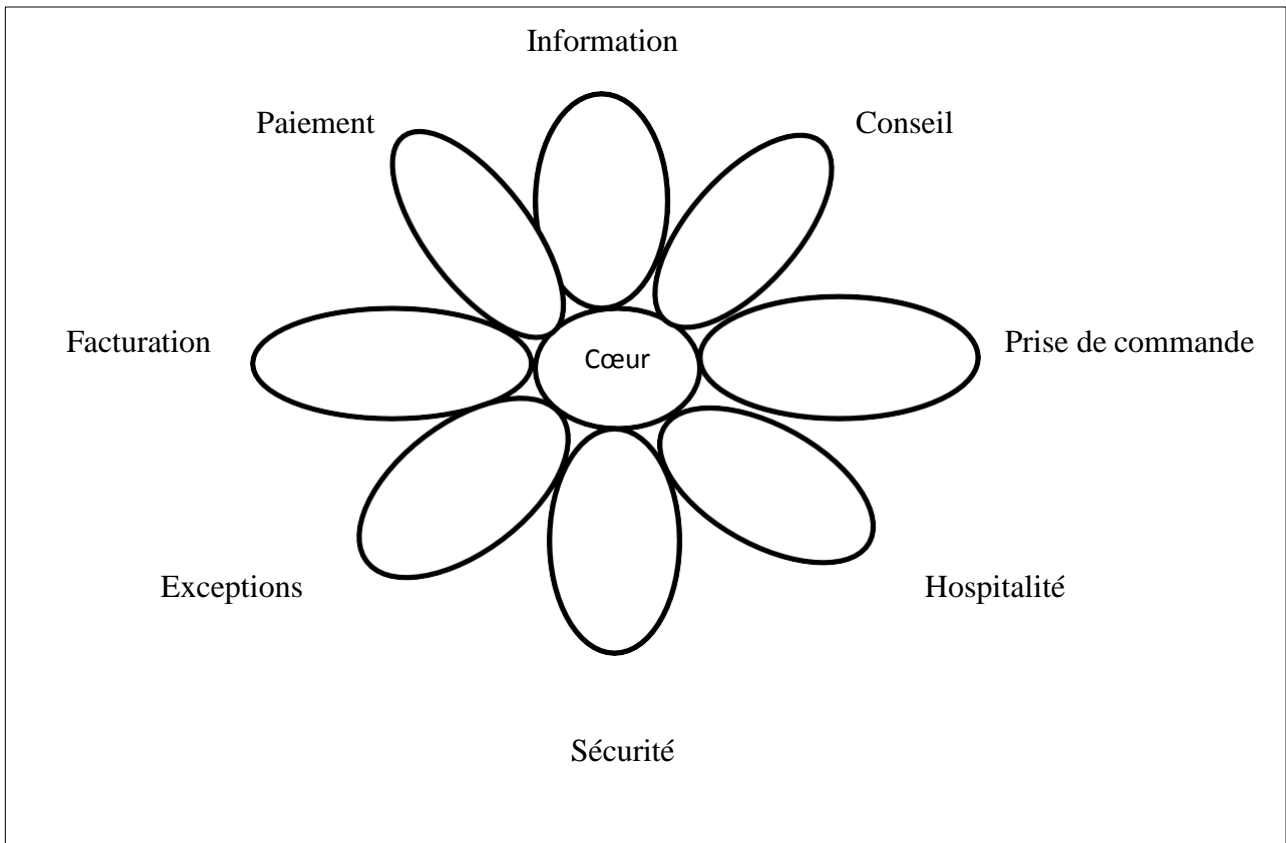 Information
Paiement
Conseil
Facturation
Cœur
Prise de commande
Exceptions
Hospitalité
Sécurité